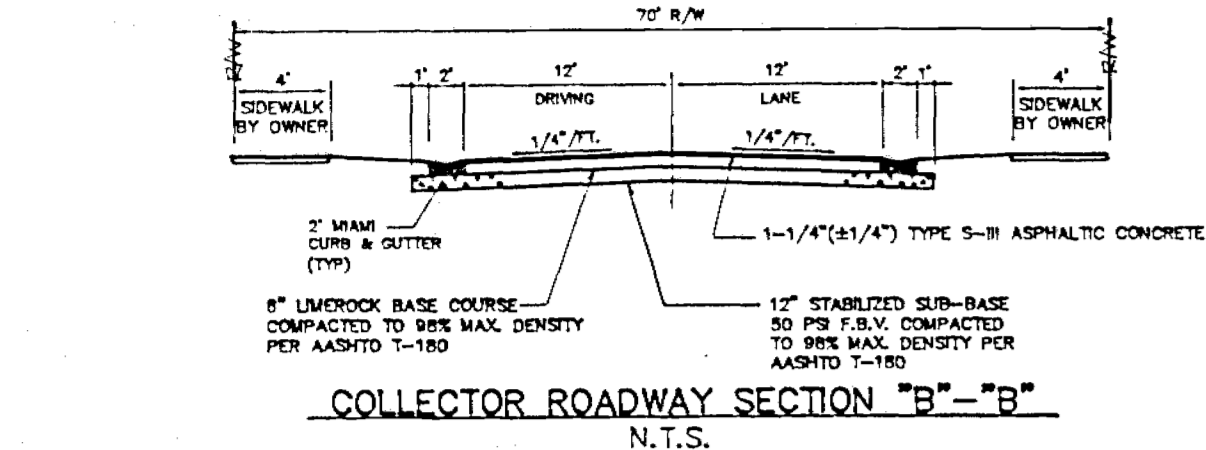 70' R/W
4' 1' 2' 12' 12' 2' 1' 4'
SIDEWALK BY OWNER
DRIVING LANE
SIDEWALK BY OWNER
1/4"/FT. 1/4"/FT.
2' MIAMI
CURB & GUTTER
(TYP)
1-1/4"(±1/4") TYPE S-III ASPHALTIC CONCRETE
8" LIMEROCK BASE COURSE
COMPACTED TO 98% MAX. DENSITY
PER AASHTO T-180
12" STABILIZED SUB-BASE
50 PSI F.B.V. COMPACTED
TO 98% MAX. DENSITY PER
AASHTO T-180
COLLECTOR ROADWAY SECTION "B"-"B"
N.T.S.